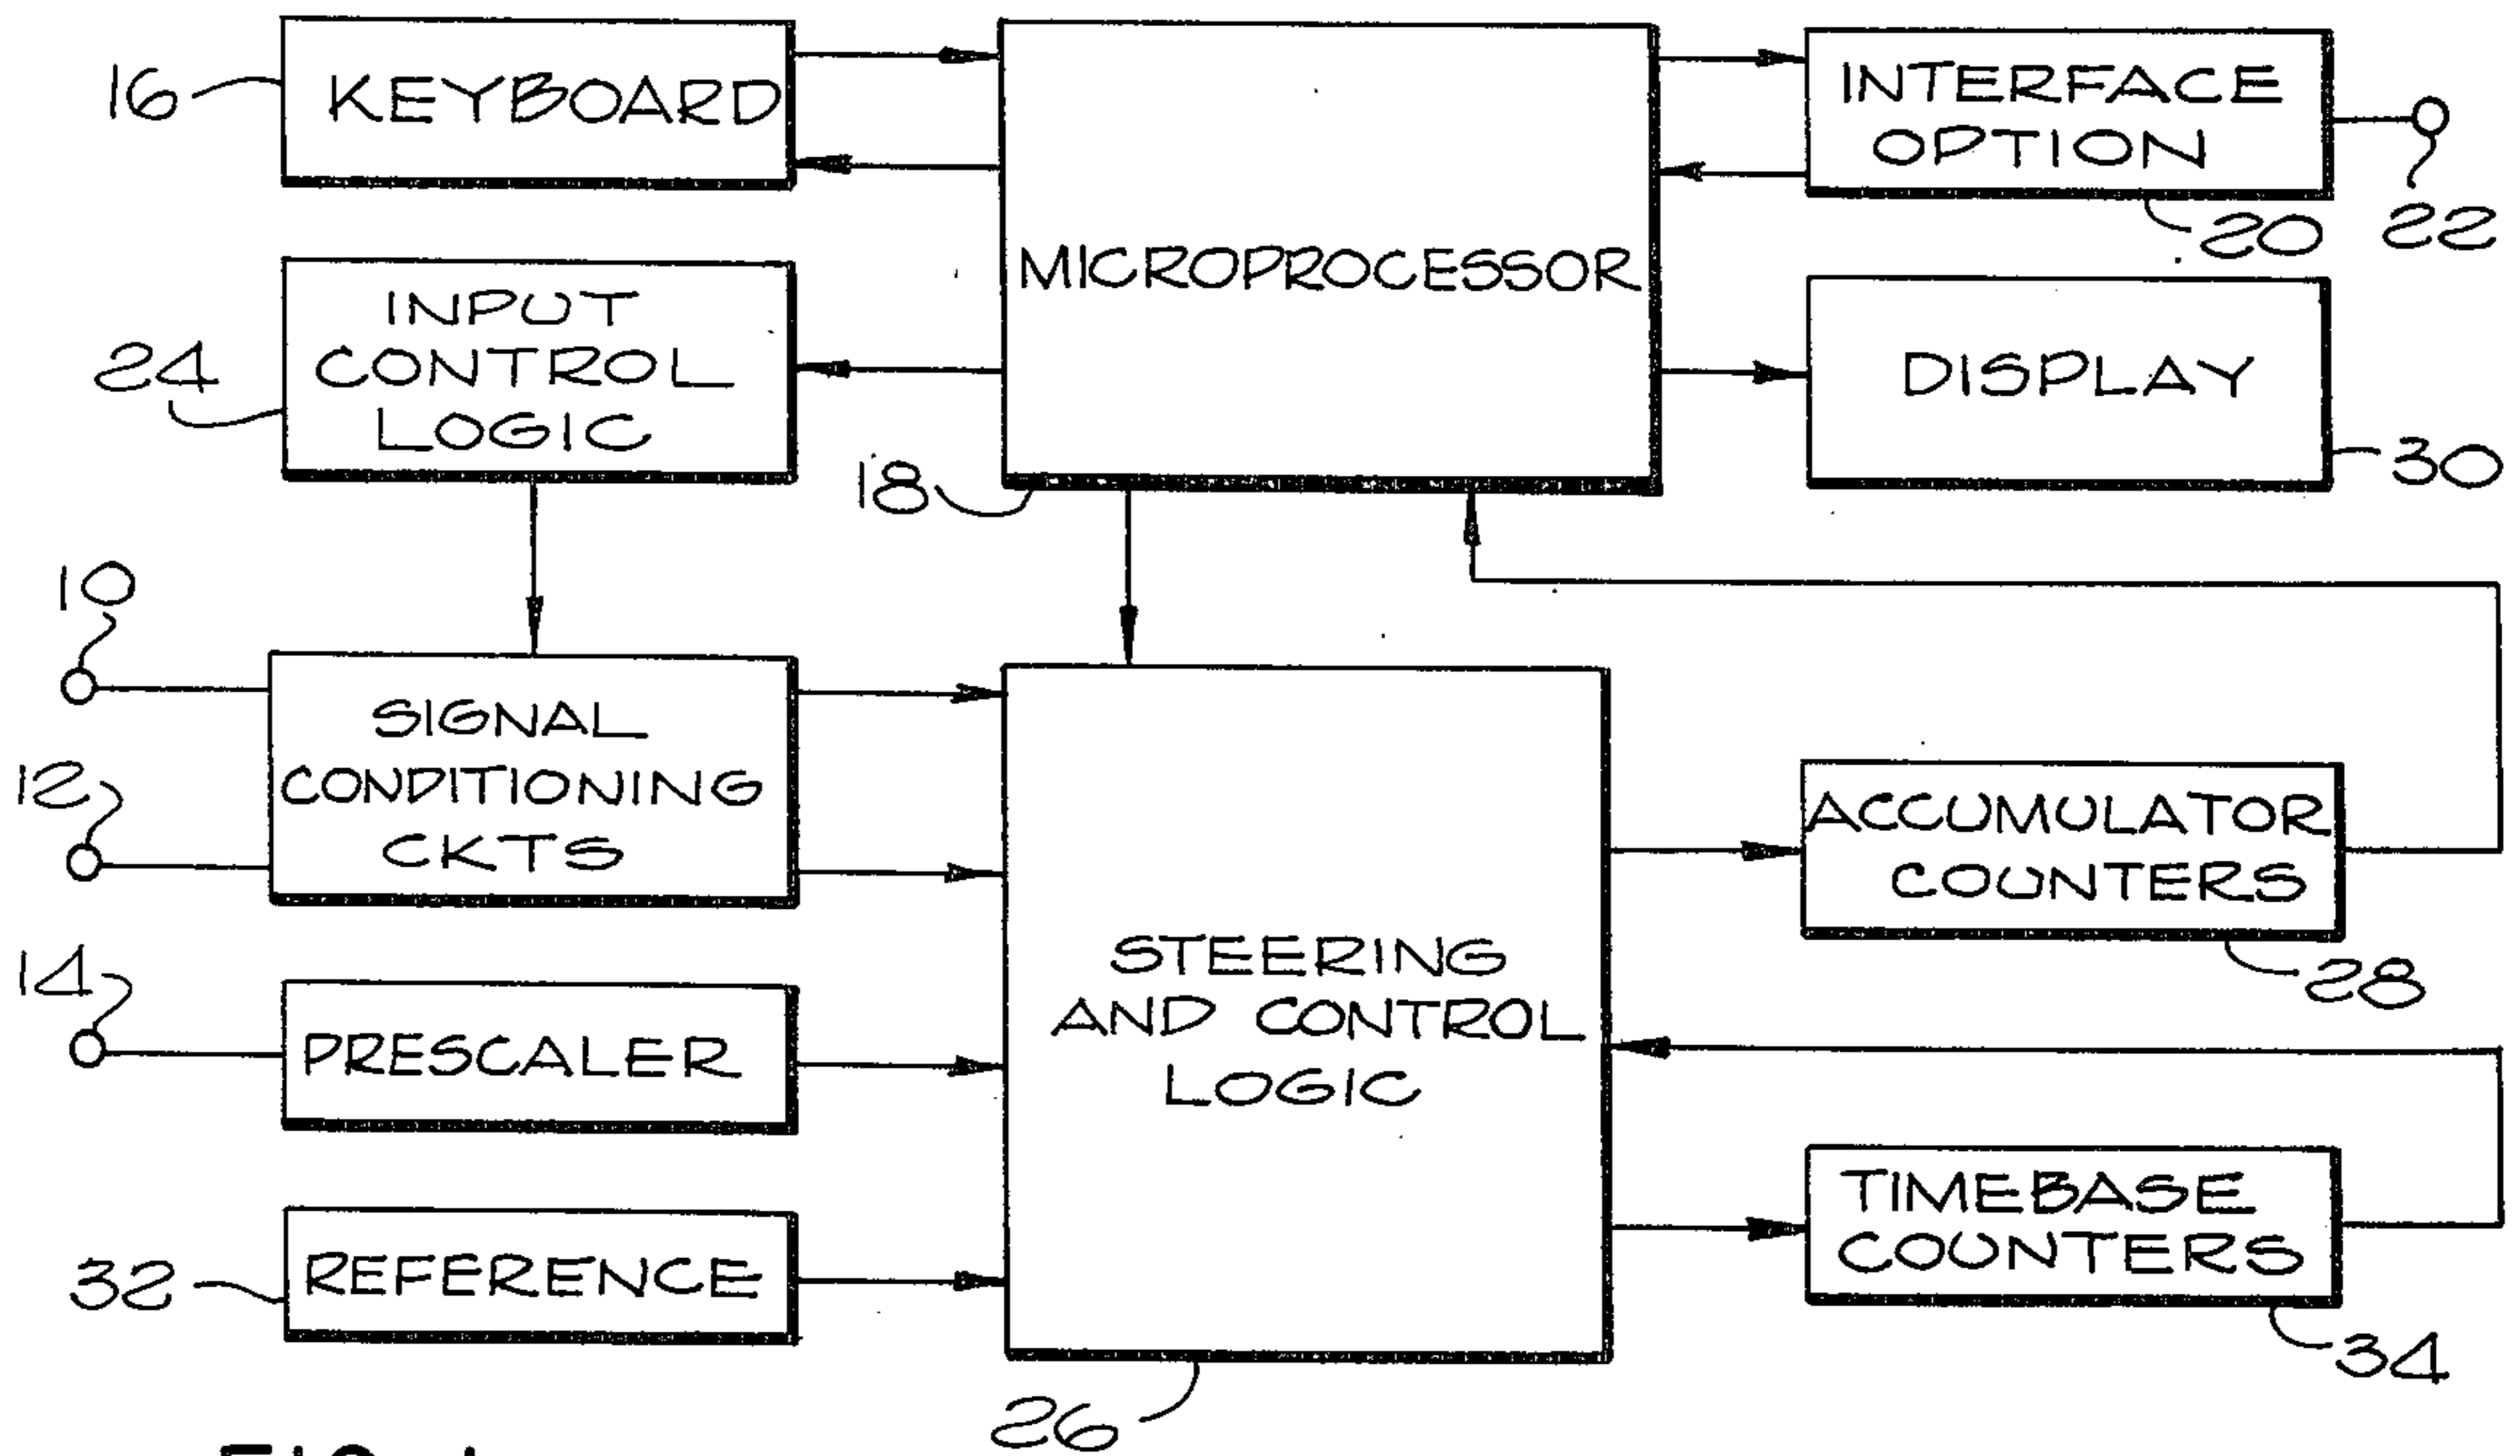 16
KEYBOARD
MICROPROCESSOR
18
INTERFACE
OPTION
20
22
24
INPUT
CONTROL
LOGIC
DISPLAY
30
10
12
SIGNAL
CONDITIONING
CKTS
14
PRESCALER
32
REFERENCE
STEERING
AND CONTROL
LOGIC
26
ACCUMULATOR
COUNTERS
28
TIMEBASE
COUNTERS
34